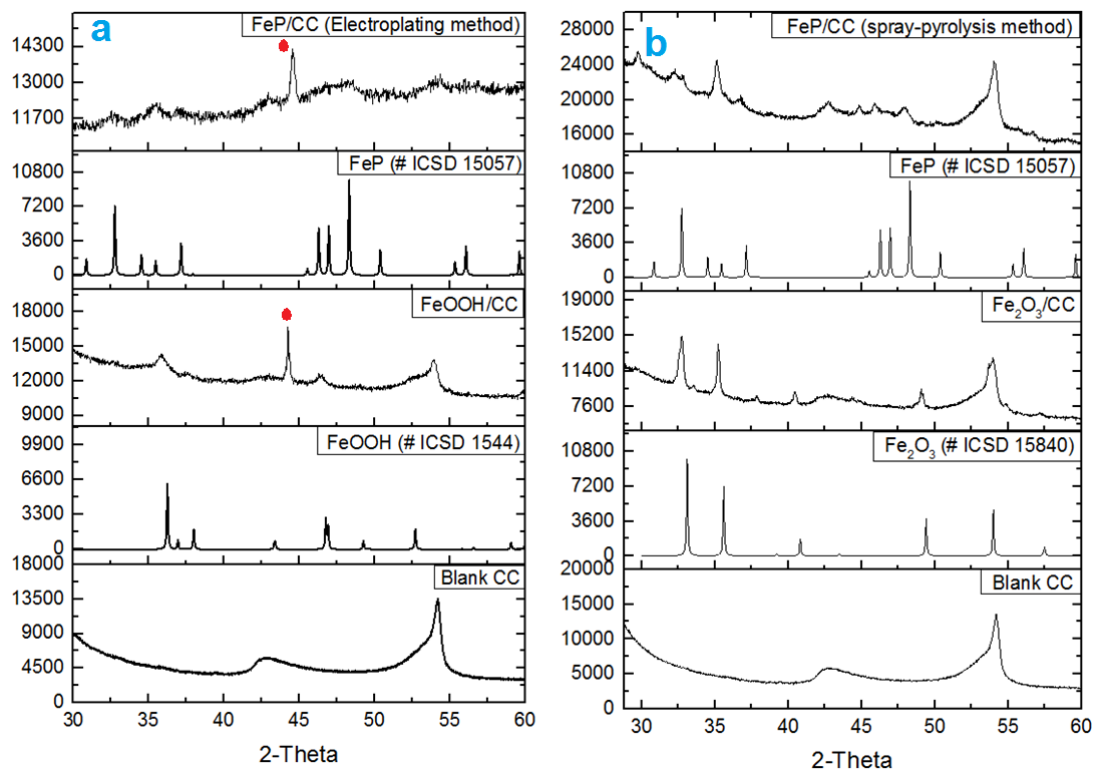 a
FeP/CC (Electroplating method)
14300
13000
11700
FeP (# ICSD 15057)
10800
7200
3600
0
FeOOH/CC
18000
15000
12000
9000
FeOOH (# ICSD 1544)
9900
6600
3300
0
18000
Blank CC
13500
9000
4500
0
30 35 40 45 50 55 60
2-Theta
b
FeP/CC (spray-pyrolysis method)
28000
24000
20000
16000
FeP (# ICSD 15057)
10800
7200
3600
0
Fe₂O₃/CC
19000
15200
11400
7600
Fe₂O₃ (# ICSD 15840)
10800
7200
3600
0
20000
Blank CC
15000
10000
5000
0
30 35 40 45 50 55 60
2-Theta